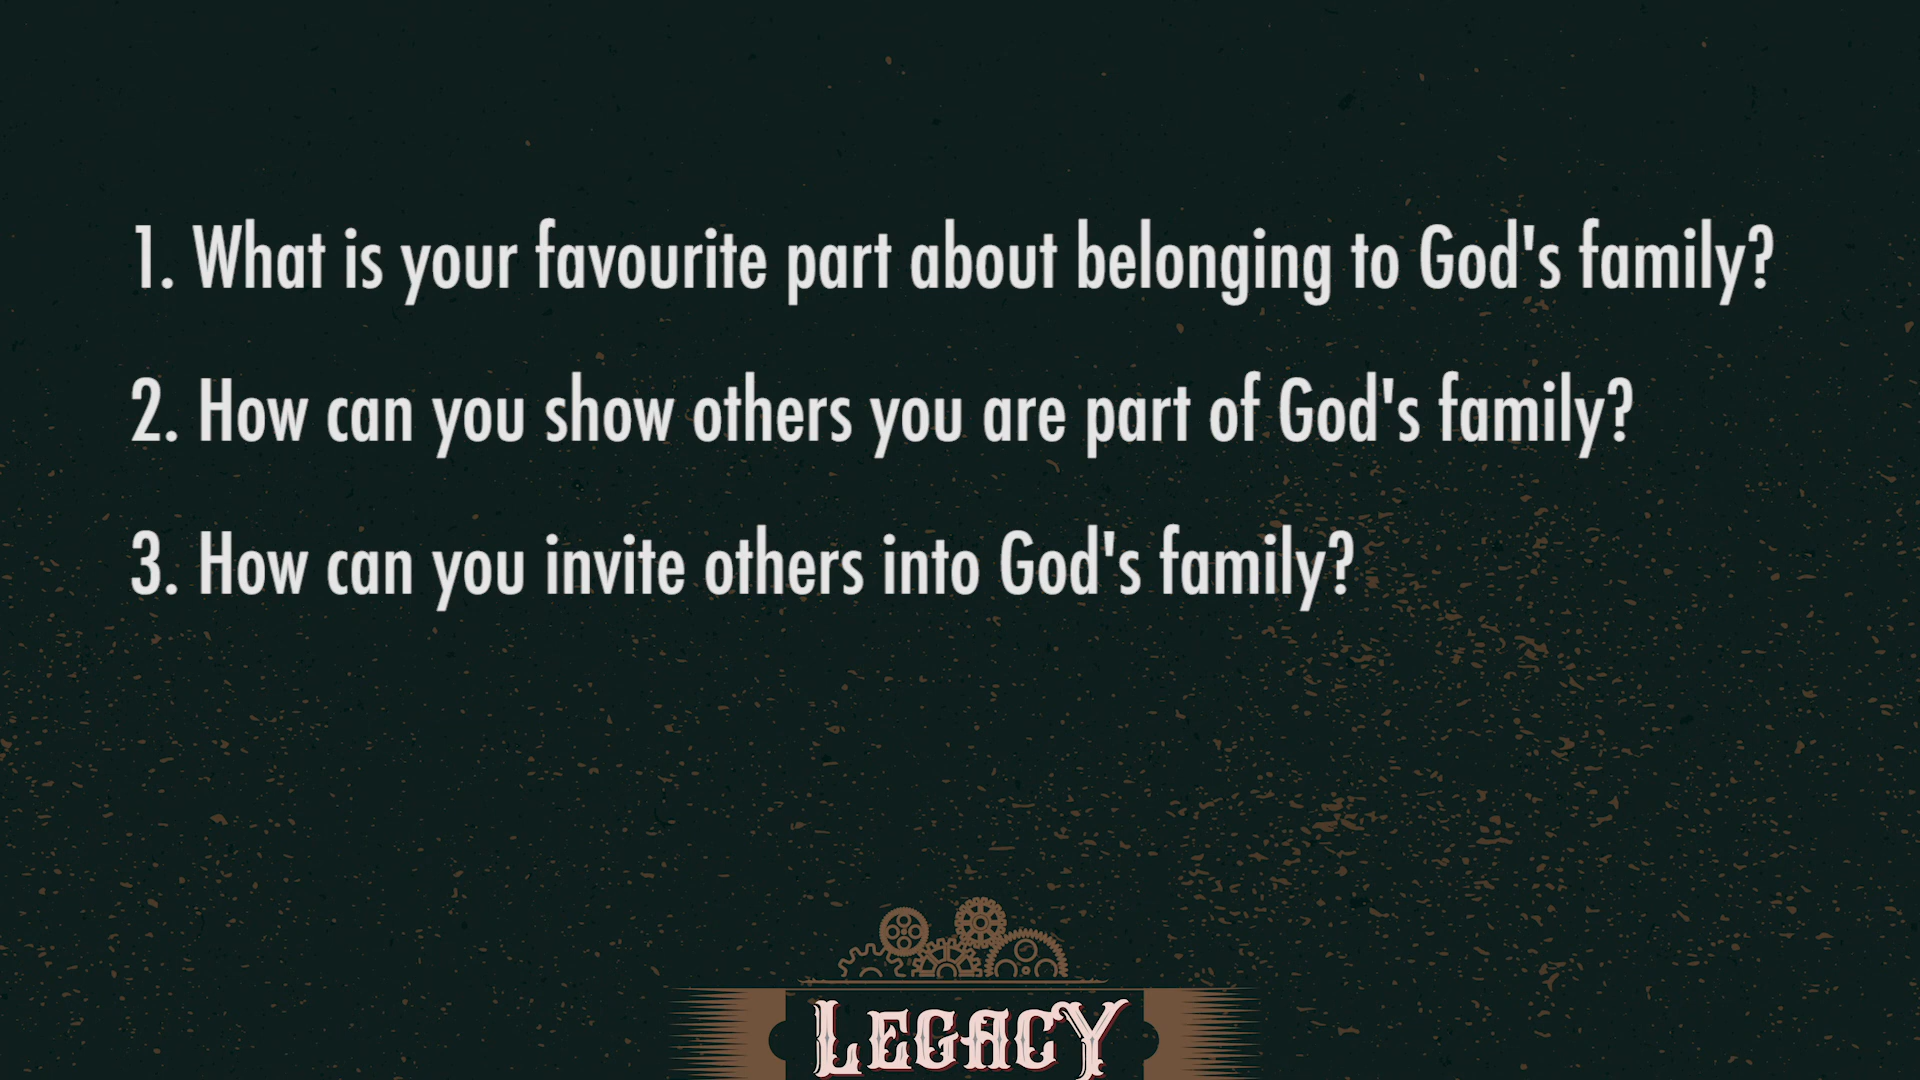 1. What is your favourite part about belonging to God's family?
2. How can you show others you are part of God's family?
3. How can you invite others into God's family?
LEGACY